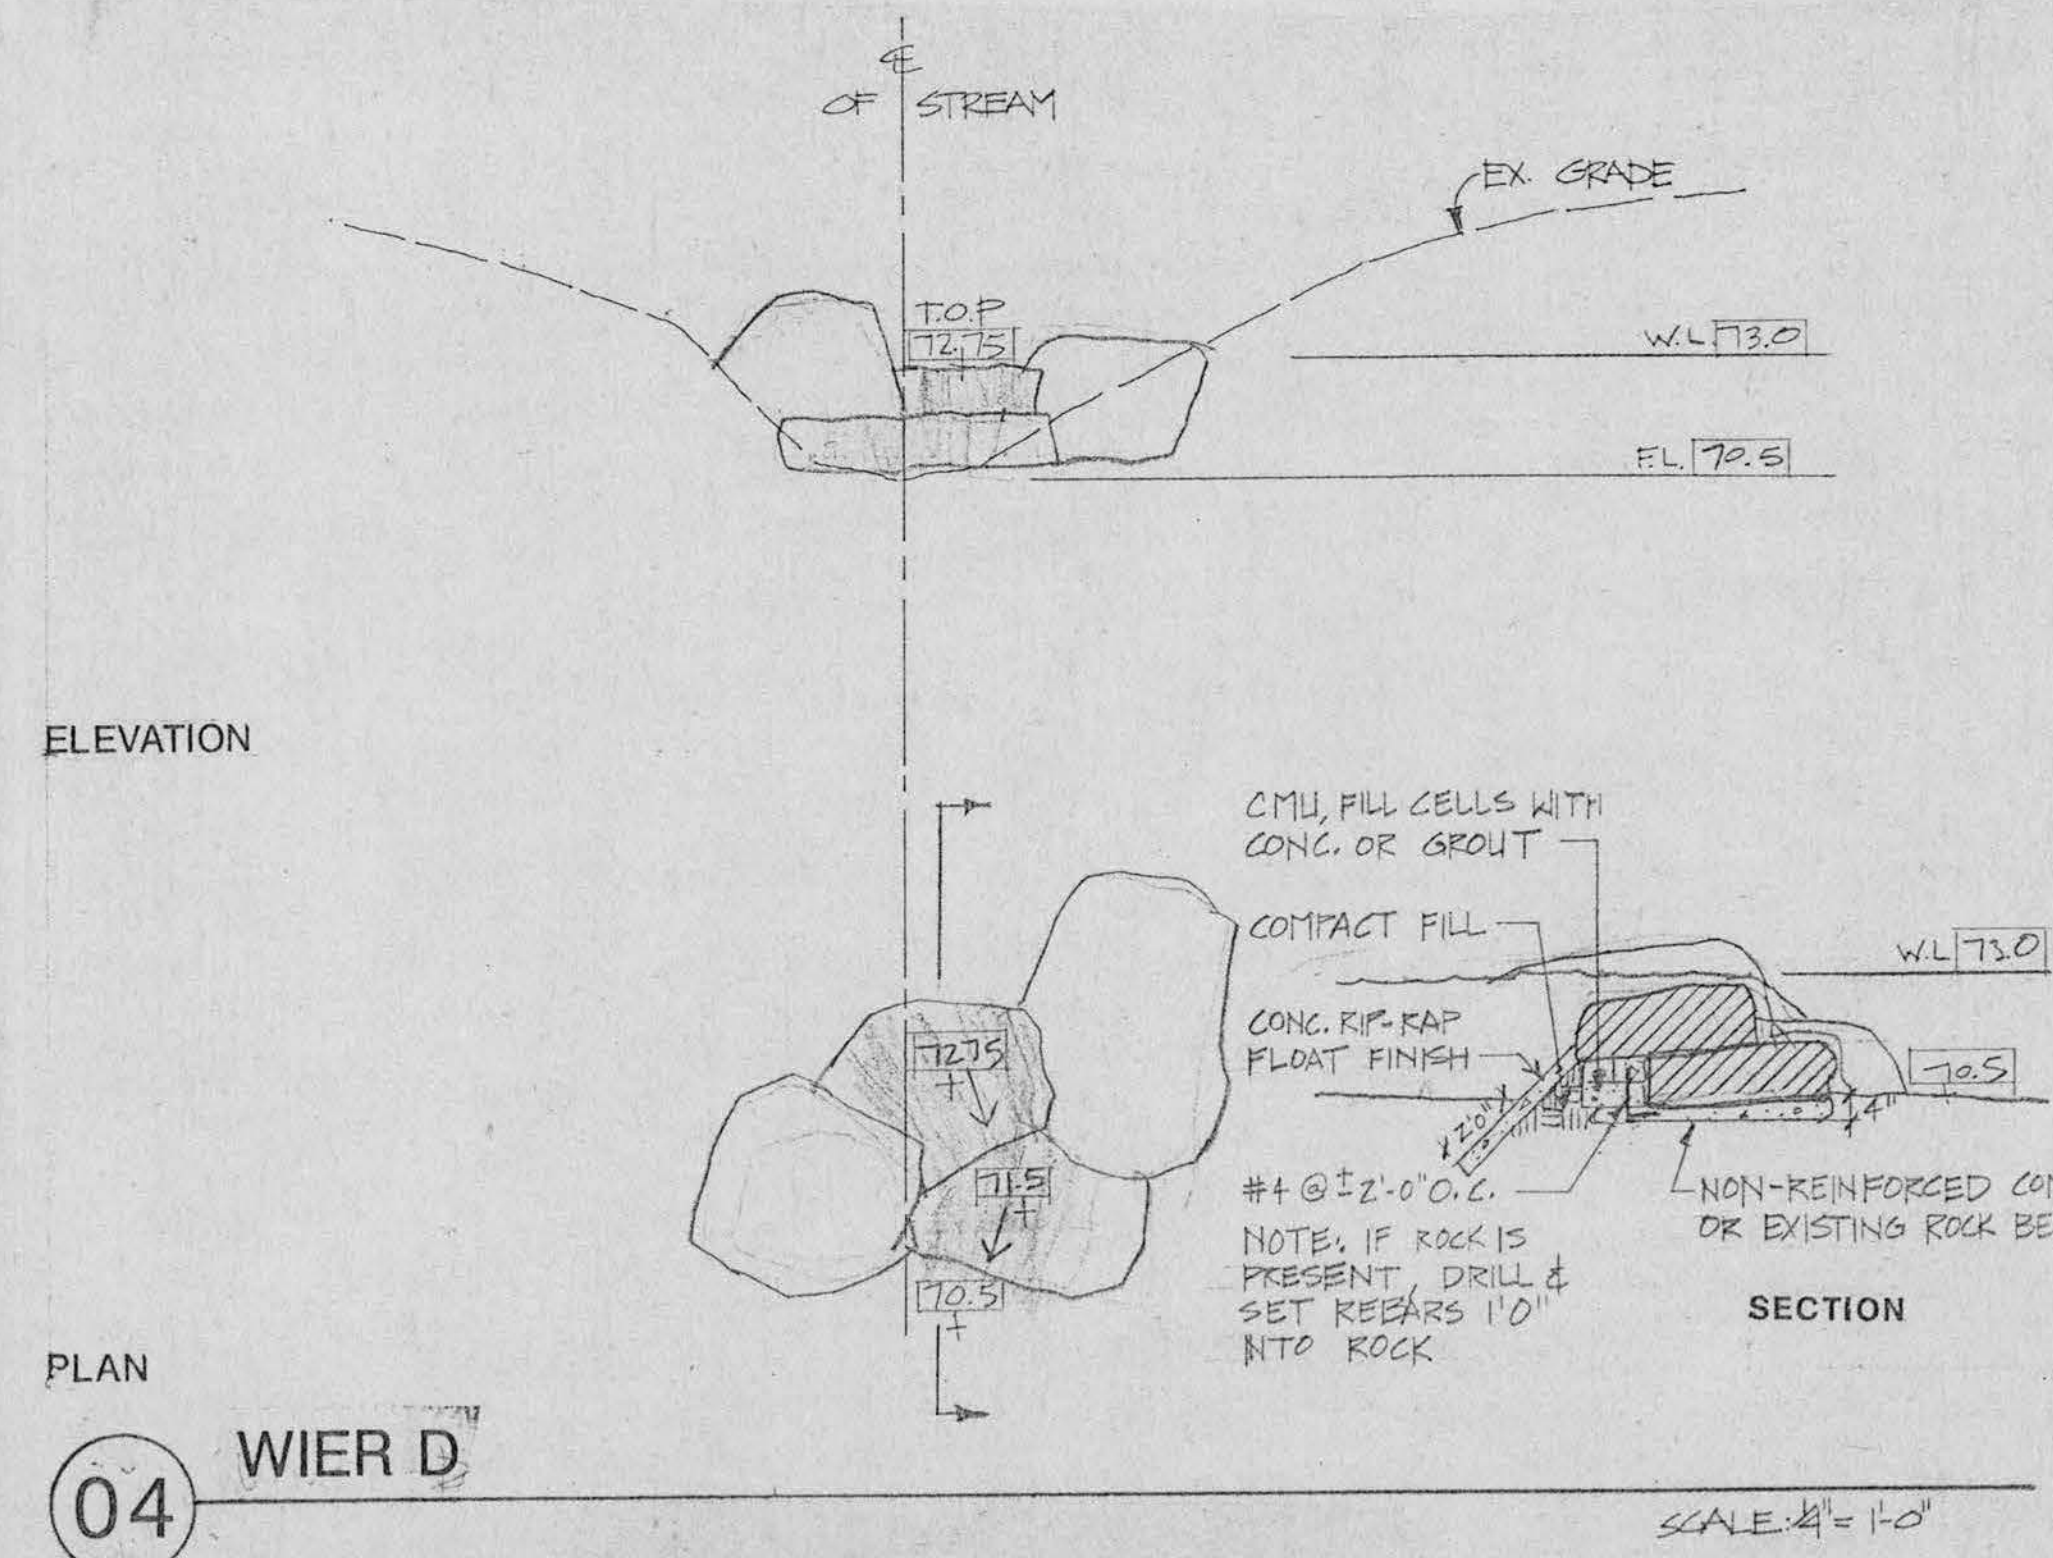 ℄
OF STREAM
EX. GRADE
T.O.P
72.75
W.L. 73.0
F.L. 70.5
ELEVATION
CMU, FILL CELLS WITH
CONC. OR GROUT
COMPACT FILL
W.L 73.0
CONC. RIP-RAP
FLOAT FINISH
72.75
70.5
2'0"
4"
71.5
#4 @ ± 2'-0" O.C.
NON-REINFORCED
OR EXISTING ROCK
NOTE: IF ROCK IS
PRESENT, DRILL &
SET REBARS 1'0"
INTO ROCK
70.5
SECTION
PLAN
04 WIER D
SCALE: 1/4" = 1'-0"